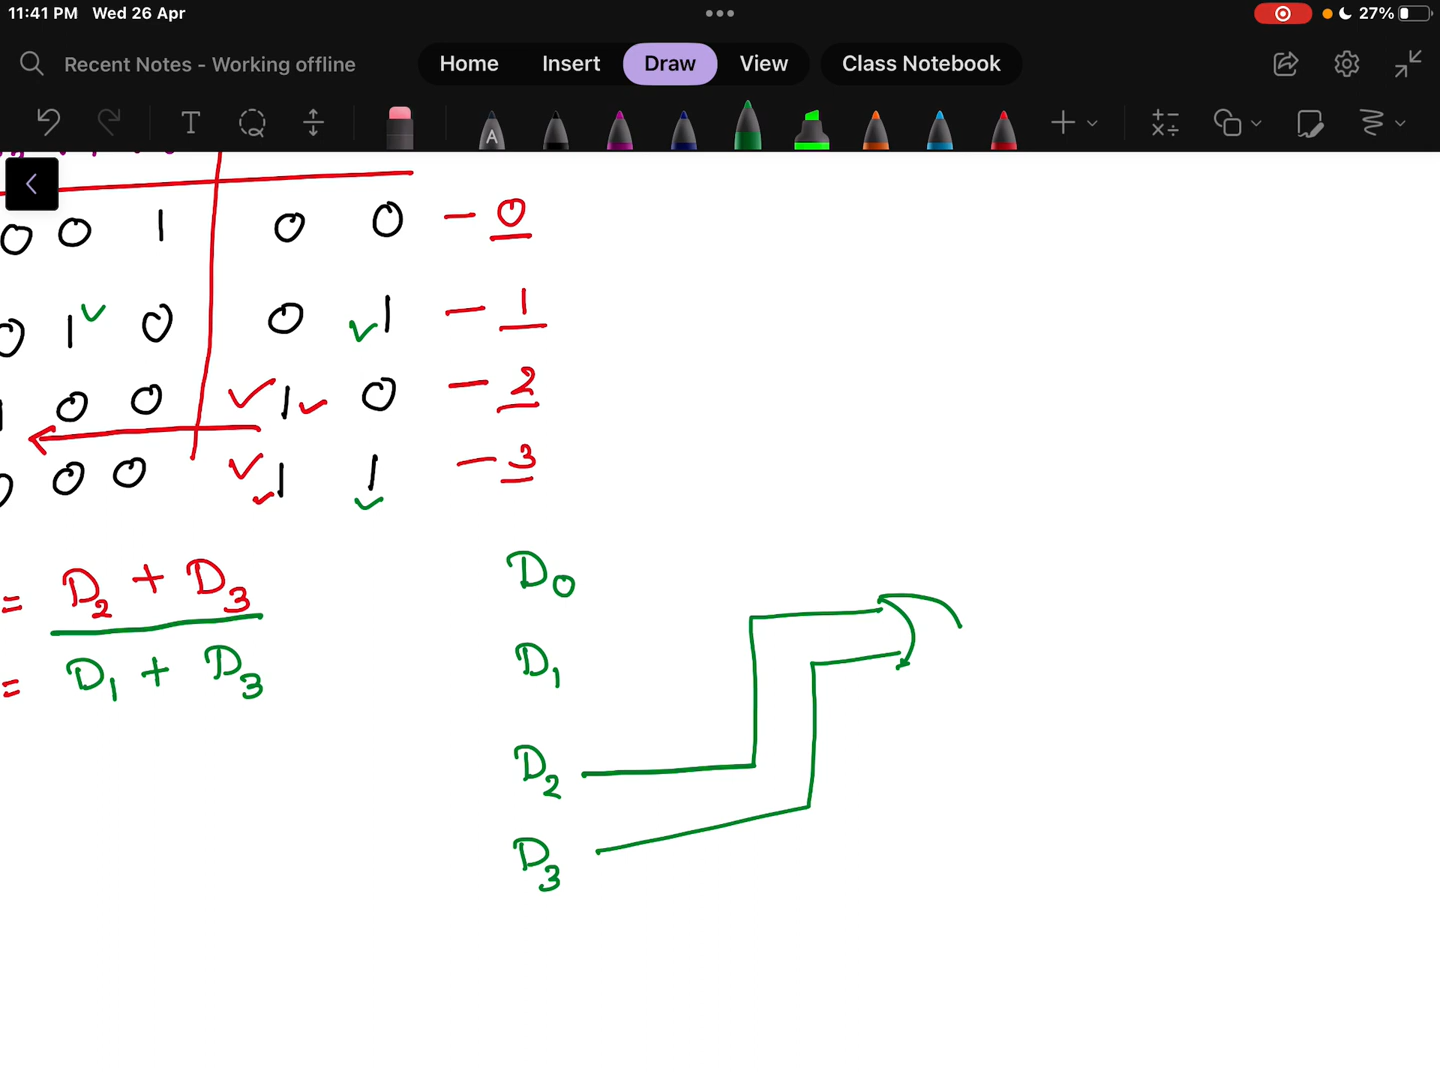 11:41 PM Wed 26 Apr 27%
Recent Notes - Working offline
Home Insert Draw View Class Notebook
T A
0 0 1 0 0 - 0
0 1 0 0 1 - 1
1 0 0 1 0 - 2
0 0 0 1 1 - 3
= D2 + D3
= D1 + D3
D0
D1
D2
D3